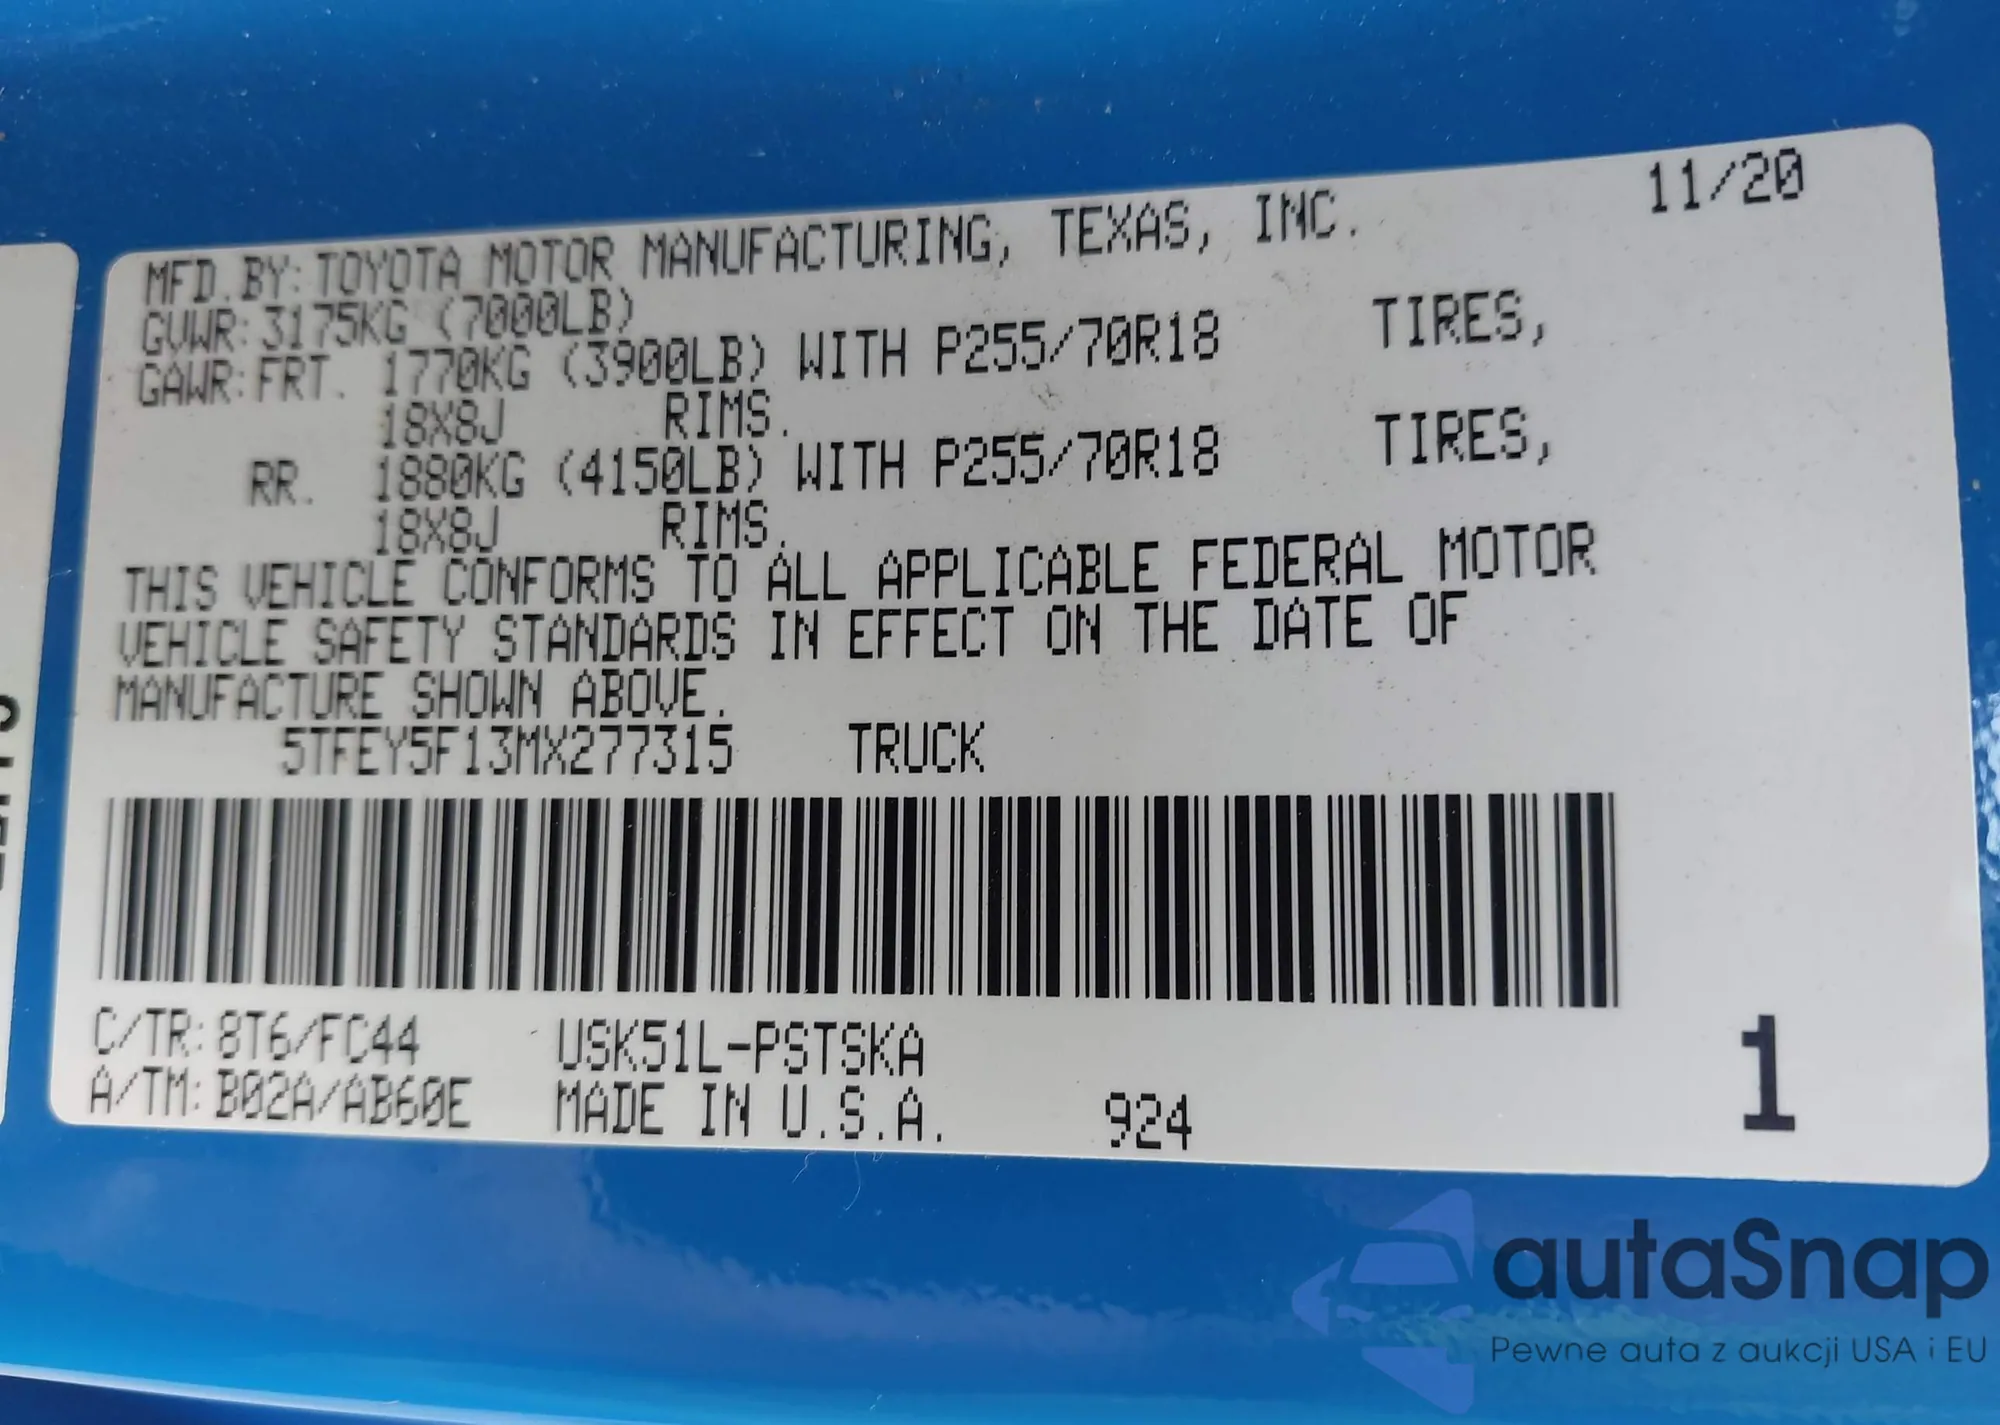 11/20
MFD.BY:TOYOTA MOTOR MANUFACTURING, TEXAS, INC.
GVWR:3175KG (7000LB)
GAWR:FRT. 1770KG (3900LB) WITH P255/70R18 TIRES,
18X8J RIMS.
RR. 1880KG (4150LB) WITH P255/70R18 TIRES,
18X8J RIMS.
THIS VEHICLE CONFORMS TO ALL APPLICABLE FEDERAL MOTOR
VEHICLE SAFETY STANDARDS IN EFFECT ON THE DATE OF
MANUFACTURE SHOWN ABOVE.
5TFEY5F13MX277315 TRUCK
C/TR:8T6/FC44 USK51L-PSTSKA
A/TM:B02A/AB60E MADE IN U.S.A. 924
1
autaSnap
Pewne auta z aukcji USA i EU